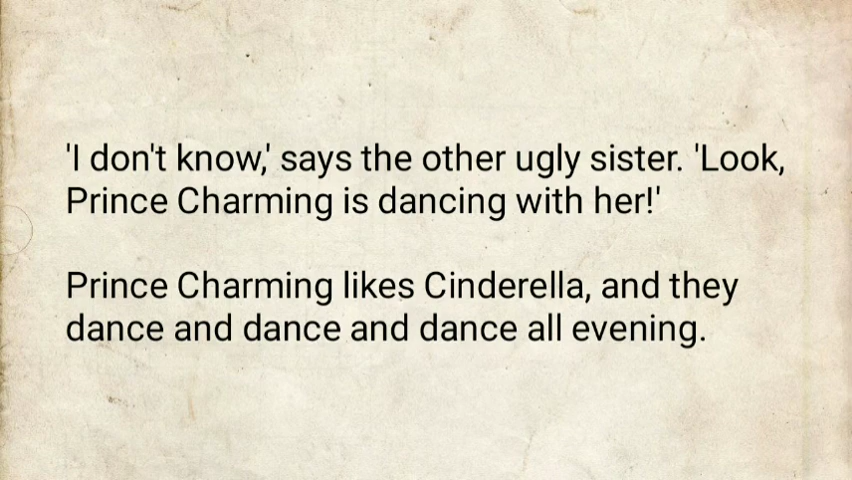 'I don't know,' says the other ugly sister. 'Look,
Prince Charming is dancing with her!'
Prince Charming likes Cinderella, and they
dance and dance and dance all evening.